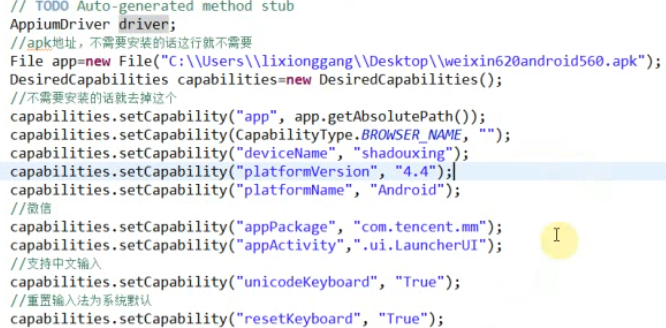 // TODO Auto-generated method stub
AppiumDriver driver;
//apk地址，不需要安装的话这行就不需要
File app=new File("C:\\Users\\lixionggang\\Desktop\\weixin620android560.apk");
DesiredCapabilities capabilities=new DesiredCapabilities();
//不需要安装的话就去掉这个
capabilities.setCapability("app", app.getAbsolutePath());
capabilities.setCapability(CapabilityType.BROWSER_NAME, "");
capabilities.setCapability("deviceName", "shadouxing");
capabilities.setCapability("platformVersion", "4.4");
capabilities.setCapability("platformName", "Android");
//微信
capabilities.setCapability("appPackage", "com.tencent.mm");
capabilities.setCapability("appActivity",".ui.LauncherUI");
//支持中文输入
capabilities.setCapability("unicodeKeyboard", "True");
//重置输入法为系统默认
capabilities.setCapability("resetKeyboard", "True");